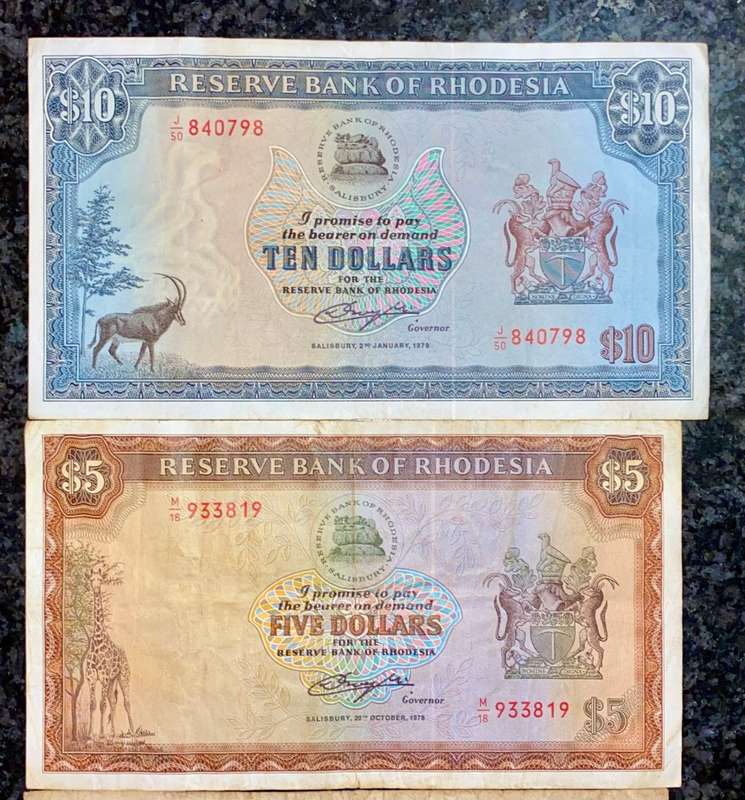 RESERVE BANK OF RHODESIA
$10
$10
J/50 840798
RESERVE BANK OF RHODESIA
SALISBURY
I promise to pay
the bearer on demand
TEN DOLLARS
FOR THE
RESERVE BANK OF RHODESIA
Governor
SALISBURY, 2ND JANUARY, 1979
J/50 840798
$10
RESERVE BANK OF RHODESIA
$5
$5
M/18 933819
RESERVE BANK OF RHODESIA
SALISBURY
I promise to pay
the bearer on demand
FIVE DOLLARS
FOR THE
RESERVE BANK OF RHODESIA
Governor
SALISBURY, 20TH OCTOBER, 1978
M/18 933819
$5